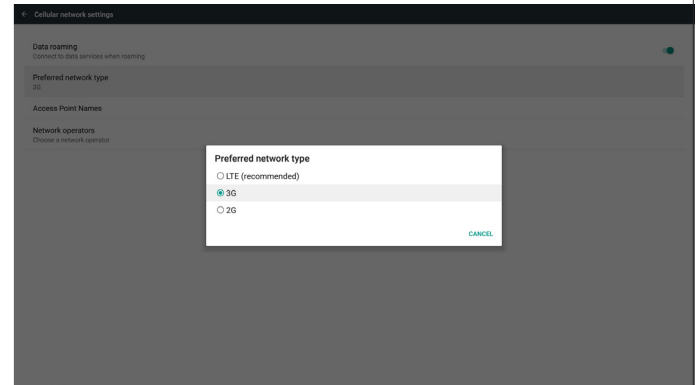 Cellular network settings
Data roaming
Connect to data services when roaming
Preferred network type
3G
Access Point Names
Network operators
Choose a network operator
Preferred network type
LTE (recommended)
3G
2G
CANCEL